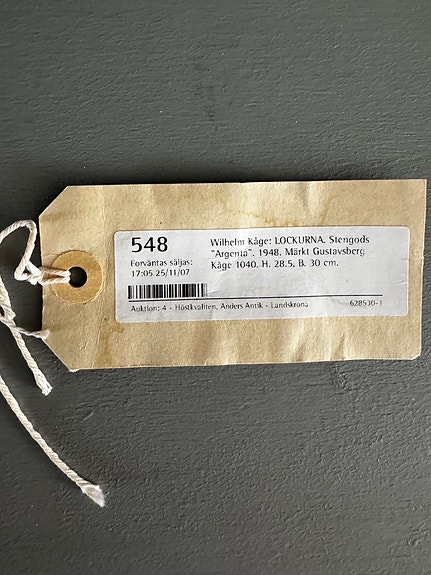 548
Wilhelm Kåge: LOCKURNA. Stengods
"Argenta". 1948, Märkt Gustavsberg
Kåge 1040. H. 28.5, B. 30 cm.
Förväntas säljas:
17:05 25/11/07
Auktion: 4 - Höstkvalitén, Anders Antik - Landskrona
628530-1